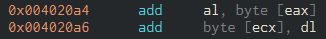 0x004020a4 add al, byte [eax]
0x004020a6 add byte [ecx], dl